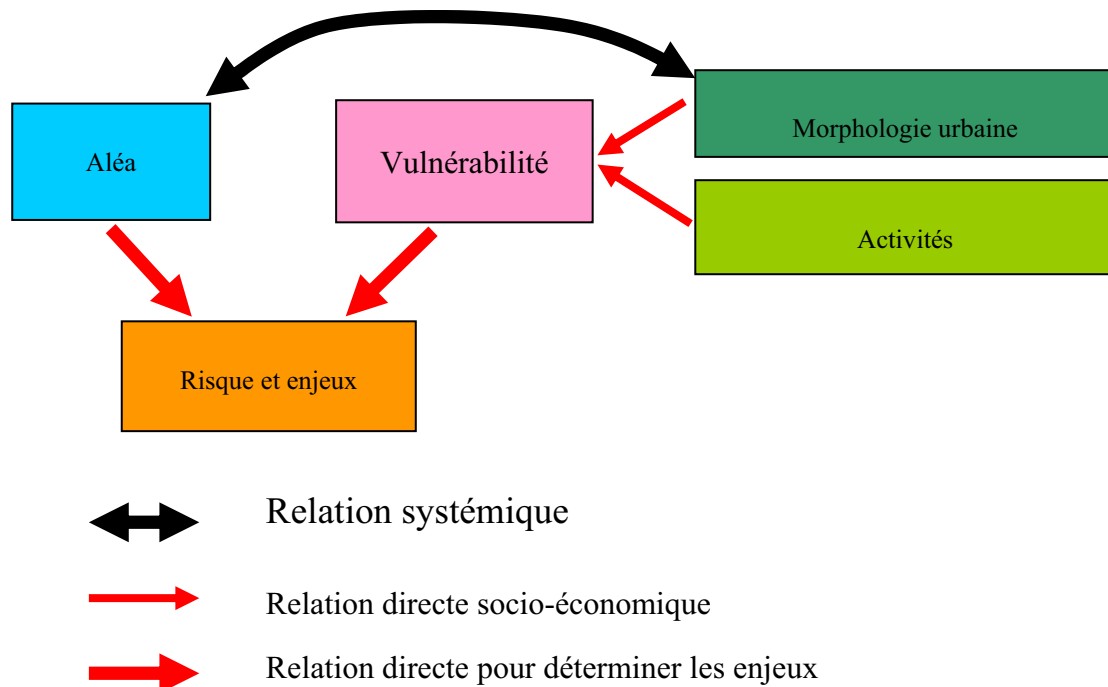 Aléa
Vulnérabilité
Morphologie urbaine
Activités
Risque et enjeux
Relation systémique
Relation directe socio-économique
Relation directe pour déterminer les enjeux